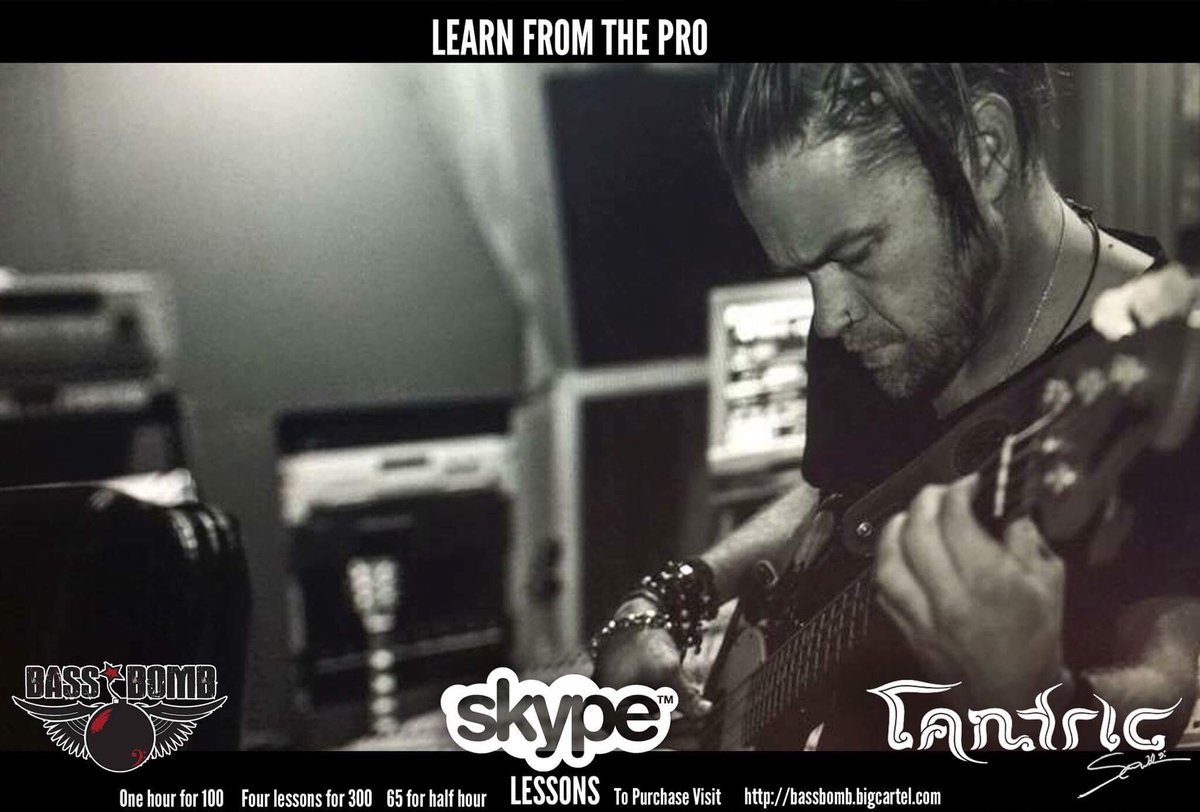 LEARN FROM THE PRO
BASS BOMB
skype™
Tantric
One hour for 100 Four lessons for 300 65 for half hour LESSONS To Purchase Visit http://bassbomb.bigcartel.com